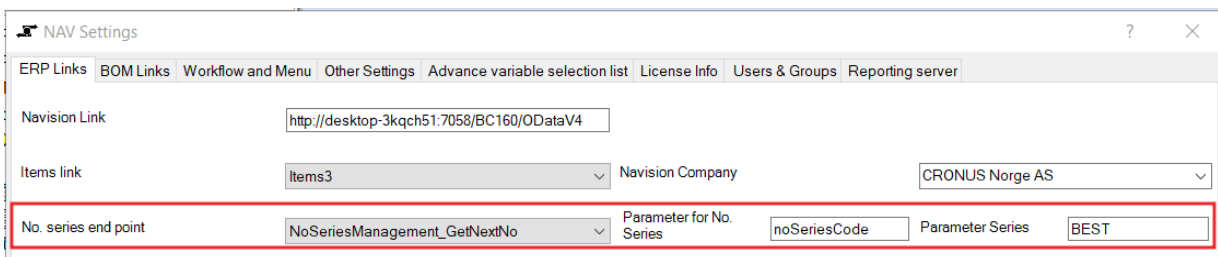 NAV Settings
ERP Links BOM Links Workflow and Menu Other Settings Advance variable selection list License Info Users & Groups Reporting server
Navision Link http://desktop-3kqch51:7058/BC160/ODataV4
Items link Items3 Navision Company CRONUS Norge AS
No. series end point NoSeriesManagement_GetNextNo Parameter for No. Series noSeriesCode Parameter Series BEST